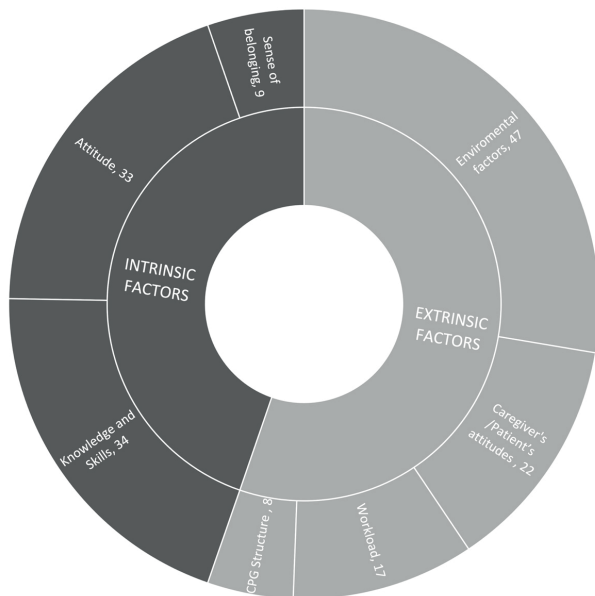 Sense of
belonging, 9
Enviromental
factors, 47
Attitude, 33
INTRINSIC
FACTORS
EXTRINSIC
FACTORS
Caregiver's
/Patient's
attitudes , 22
Knowledge and
Skills, 34
CPG Structure , 8
Workload, 17